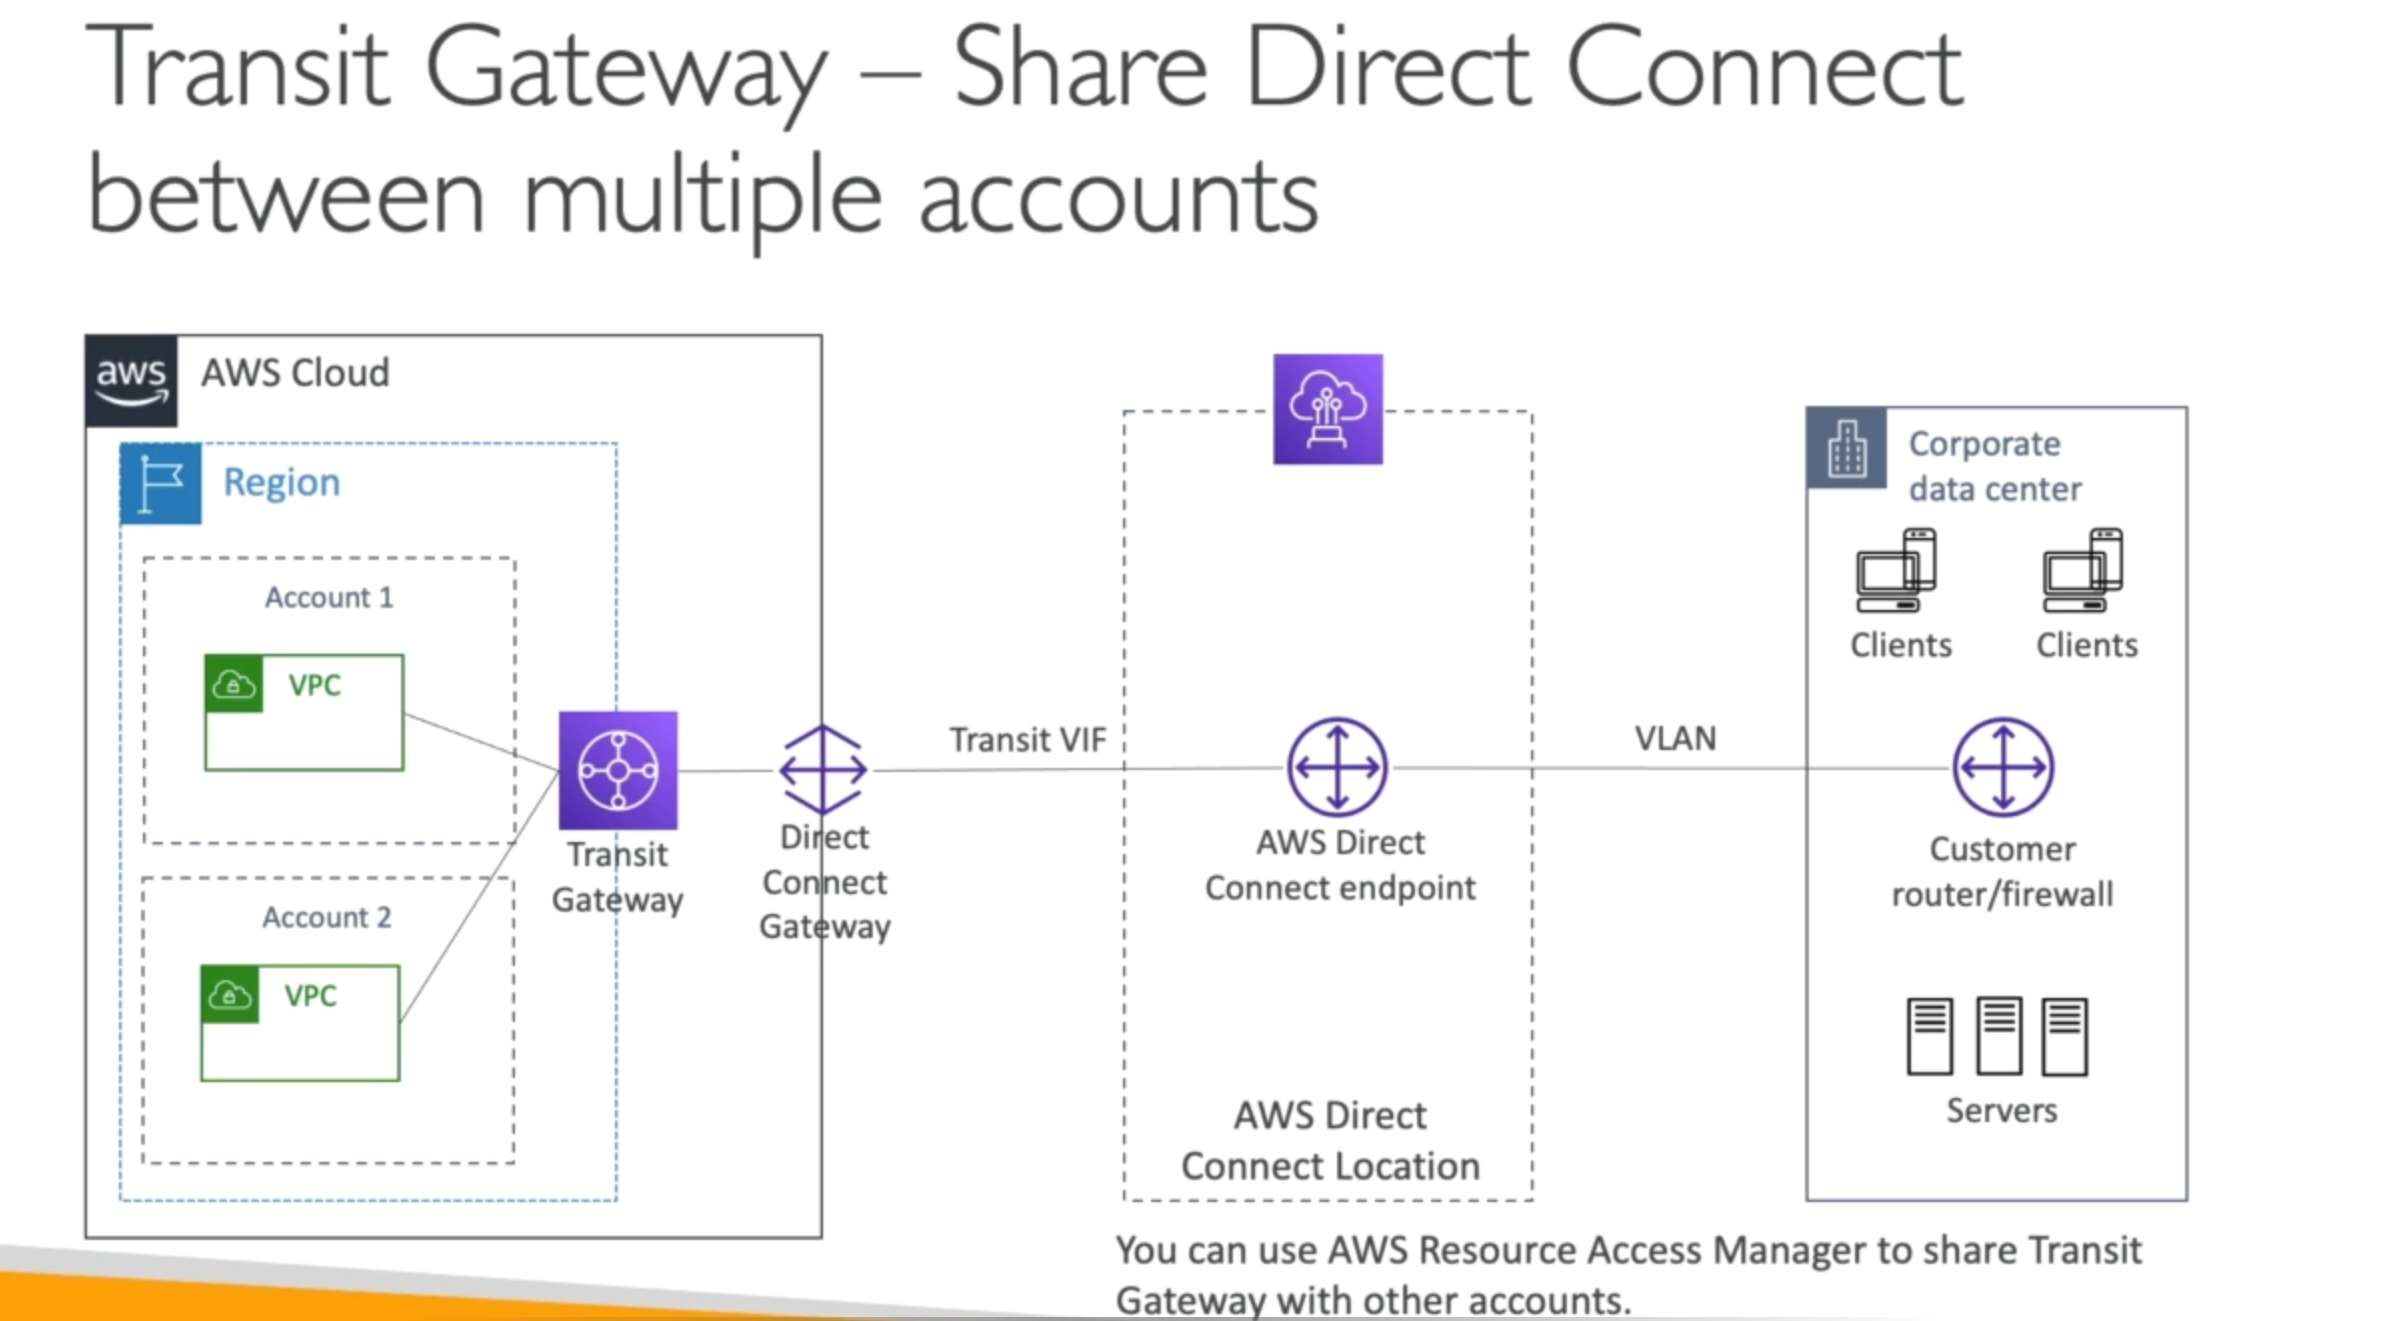 Transit Gateway – Share Direct Connect
between multiple accounts
aws
AWS Cloud
Region
Account 1
VPC
Account 2
VPC
Transit
Gateway
Direct
Connect
Gateway
Transit VIF
AWS Direct
Connect endpoint
AWS Direct
Connect Location
VLAN
Corporate
data center
Clients
Clients
Customer
router/firewall
Servers
You can use AWS Resource Access Manager to share Transit
Gateway with other accounts.